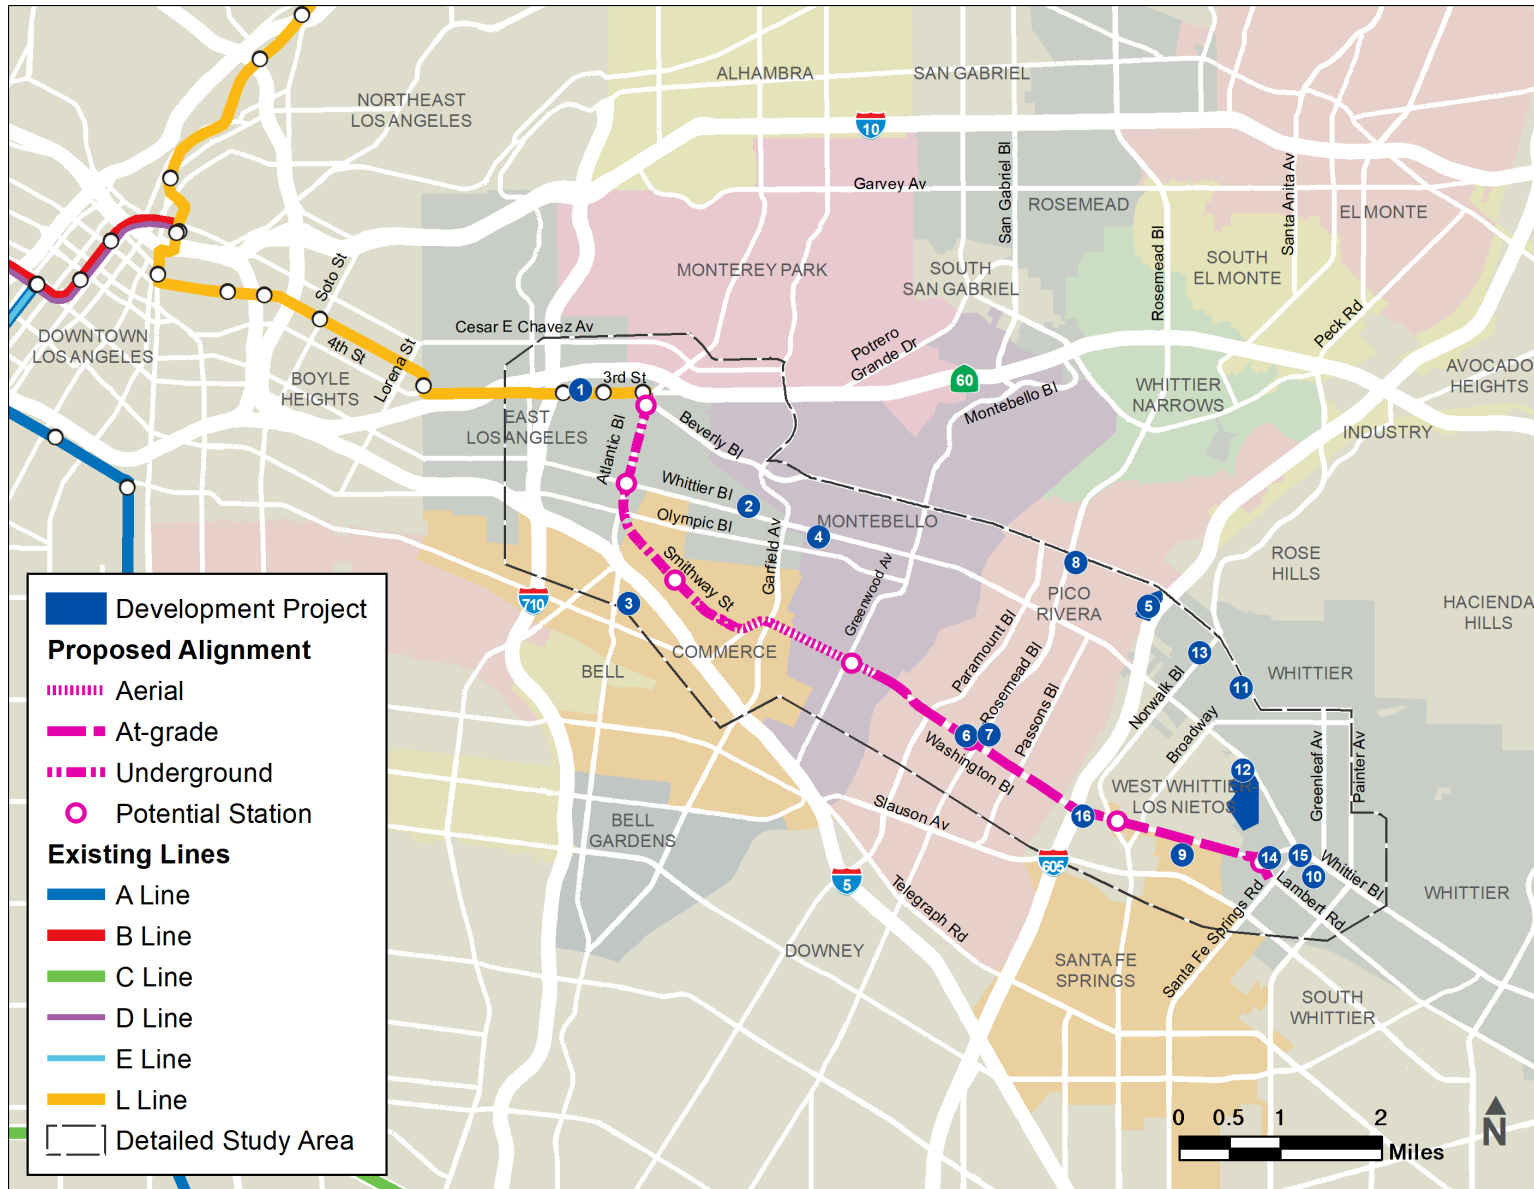 ALHAMBRA
SAN GABRIEL
NORTHEAST
LOS ANGELES
10
San Gabriel Bl
Santa Anita Av
Garvey Av
ROSEMEAD
EL MONTE
Rosemead Bl
MONTEREY PARK
SOUTH
SAN GABRIEL
SOUTH
EL MONTE
Soto St
Cesar E Chavez Av
Peck Rd
DOWNTOWN
LOS ANGELES
4th St
Lorena St
Potrero
Grande Dr
BOYLE
HEIGHTS
1
3rd St
60
Montebello Bl
WHITTIER
NARROWS
AVOCADO
HEIGHTS
EAST
LOS ANGELES
Atlantic Bl
Beverly Bl
INDUSTRY
Whittier Bl
2
Olympic Bl
4
MONTEBELLO
Garfield Av
Smithway St
Greenwood Av
8
ROSE
HILLS
710
3
PICO
RIVERA
5
HACIENDA
HILLS
BELL
COMMERCE
Paramount Bl
Rosemead Bl
Passons Bl
13
WHITTIER
11
Norwalk Bl
Broadway
6
7
Washington Bl
Greenleaf Av
Painter Av
12
WEST WHITTIER-
LOS NIETOS
Slauson Av
16
BELL
GARDENS
9
14
15
10
Whittier Bl
605
5
Telegraph Rd
Lambert Rd
WHITTIER
Santa Fe Springs Rd
DOWNEY
SANTA FE
SPRINGS
SOUTH
WHITTIER
Development Project
Proposed Alignment
Aerial
At-grade
Underground
Potential Station
Existing Lines
A Line
B Line
C Line
D Line
E Line
L Line
Detailed Study Area
0 0.5 1 2
Miles
N